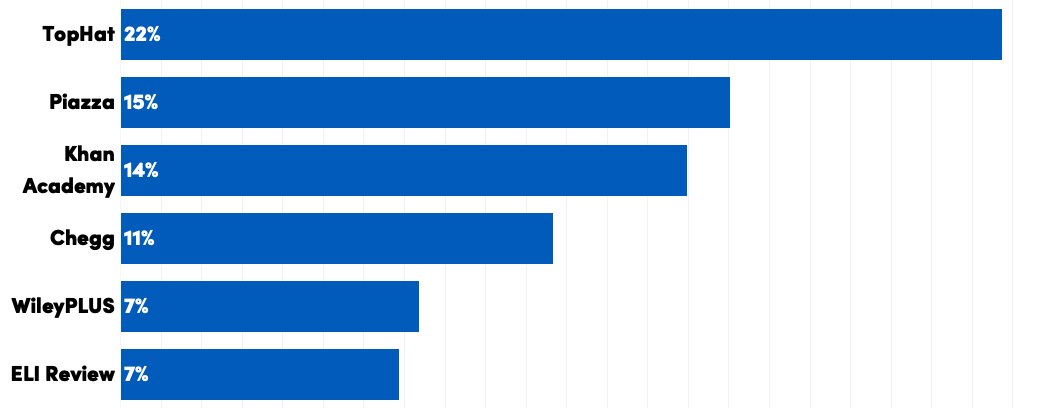 TopHat 22%
Piazza 15%
Khan
Academy 14%
Chegg 11%
WileyPLUS 7%
ELI Review 7%